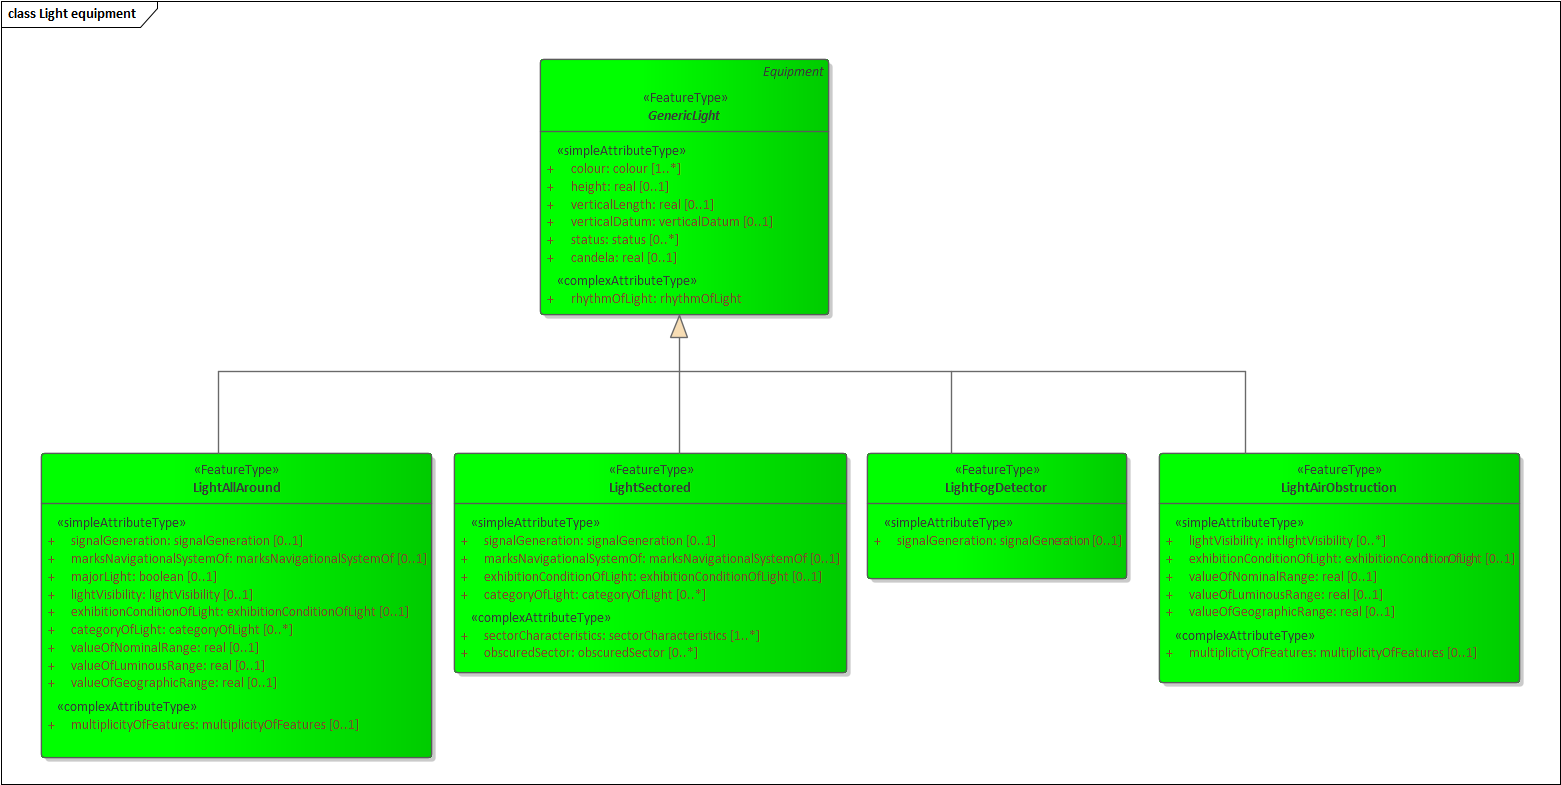 class Light equipment
Equipment
«FeatureType»
GenericLight
«simpleAttributeType»
+ colour: colour [1..*]
+ height: real [0..1]
+ verticalLength: real [0..1]
+ verticalDatum: verticalDatum [0..1]
+ status: status [0..*]
+ candela: real [0..1]
«complexAttributeType»
+ rhythmOfLight: rhythmOfLight
«FeatureType»
LightAllAround
«simpleAttributeType»
+ signalGeneration: signalGeneration [0..1]
+ marksNavigationalSystemOf: marksNavigationalSystemOf [0..1]
+ majorLight: boolean [0..1]
+ lightVisibility: lightVisibility [0..1]
+ exhibitionConditionOfLight: exhibitionConditionOfLight [0..1]
+ categoryOfLight: categoryOfLight [0..*]
+ valueOfNominalRange: real [0..1]
+ valueOfLuminousRange: real [0..1]
+ valueOfGeographicRange: real [0..1]
«complexAttributeType»
+ multiplicityOfFeatures: multiplicityOfFeatures [0..1]
«FeatureType»
LightSectored
«simpleAttributeType»
+ signalGeneration: signalGeneration [0..1]
+ marksNavigationalSystemOf: marksNavigationalSystemOf [0..1]
+ exhibitionConditionOfLight: exhibitionConditionOfLight [0..1]
+ categoryOfLight: categoryOfLight [0..*]
«complexAttributeType»
+ sectorCharacteristics: sectorCharacteristics [1..*]
+ obscuredSector: obscuredSector [0..*]
«FeatureType»
LightFogDetector
«simpleAttributeType»
+ signalGeneration: signalGeneration [0..1]
«FeatureType»
LightAirObstruction
«simpleAttributeType»
+ lightVisibility: intlightVisibility [0..*]
+ exhibitionConditionOfLight: exhibitionConditionOflight [0..1]
+ valueOfNominalRange: real [0..1]
+ valueOfLuminousRange: real [0..1]
+ valueOfGeographicRange: real [0..1]
«complexAttributeType»
+ multiplicityOfFeatures: multiplicityOfFeatures [0..1]